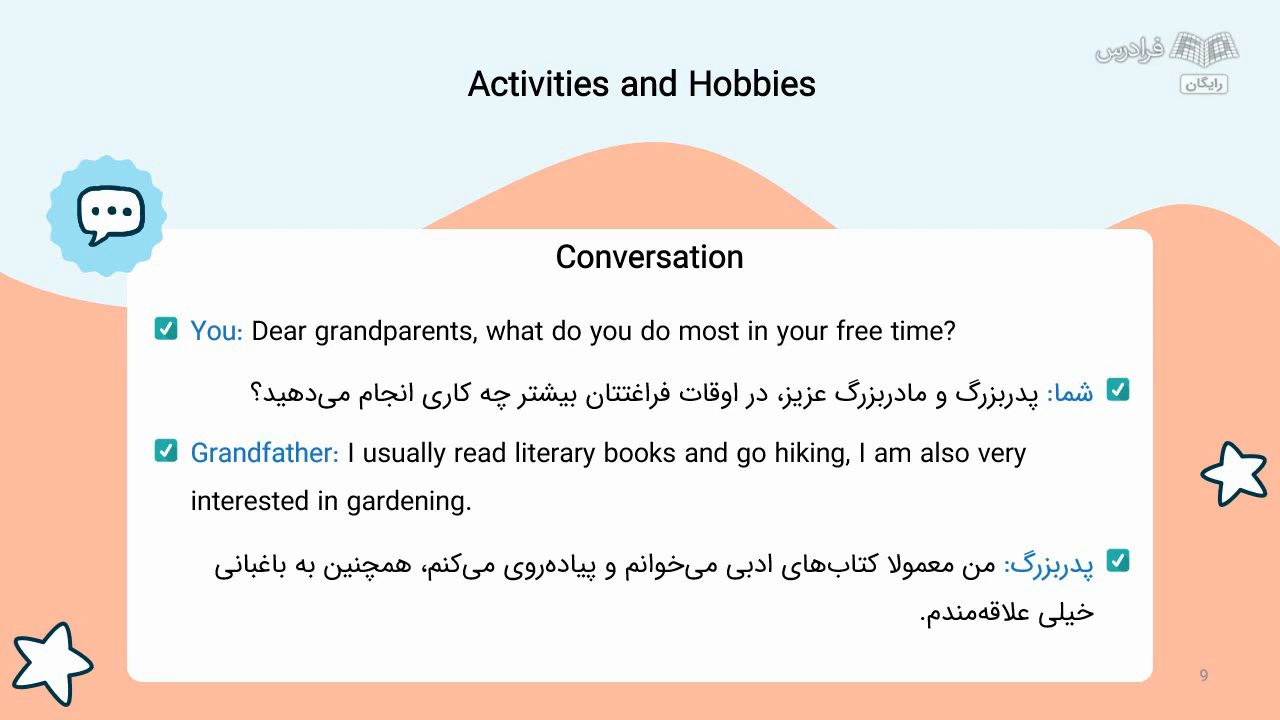 فرادرس
رایگان
Activities and Hobbies
Conversation
You: Dear grandparents, what do you do most in your free time?
شما: پدربزرگ و مادربزرگ عزیز، در اوقات فراغتتتان بیشتر چه کاری انجام می‌دهید؟
Grandfather: I usually read literary books and go hiking, I am also very
interested in gardening.
پدربزرگ: من معمولا کتاب‌های ادبی می‌خوانم و پیاده‌روی می‌کنم، همچنین به باغبانی
خیلی علاقه‌مندم.
9